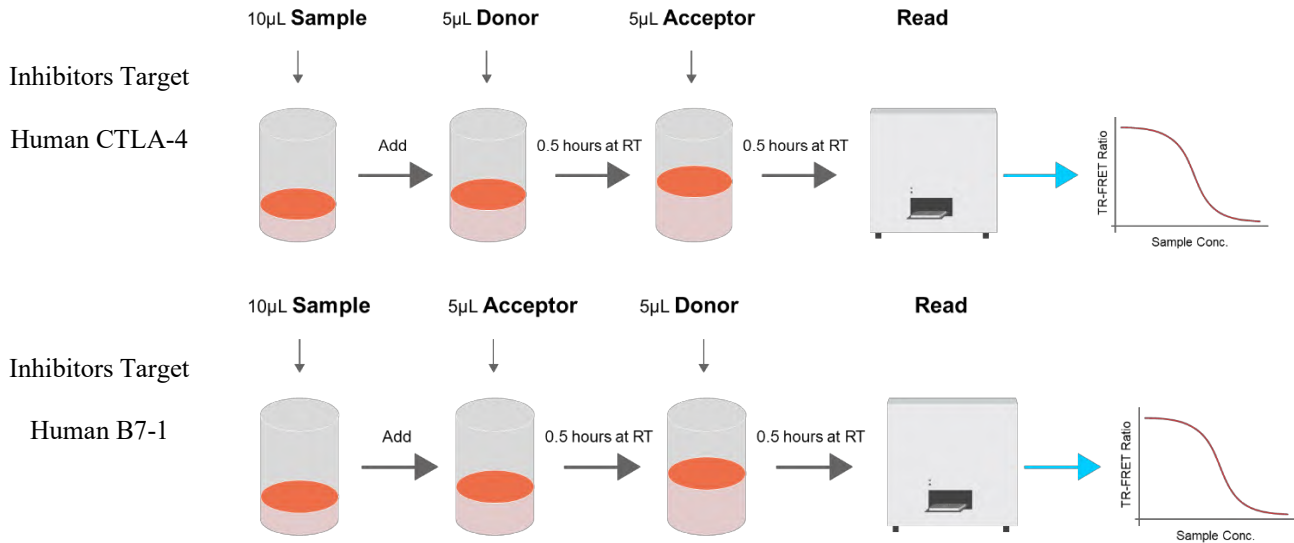 10µL Sample 5µL Donor 5µL Acceptor Read
Inhibitors Target
Human CTLA-4
Add 0.5 hours at RT 0.5 hours at RT
TR-FRET Ratio
Sample Conc.
10µL Sample 5µL Acceptor 5µL Donor Read
Inhibitors Target
Human B7-1
Add 0.5 hours at RT 0.5 hours at RT
TR-FRET Ratio
Sample Conc.